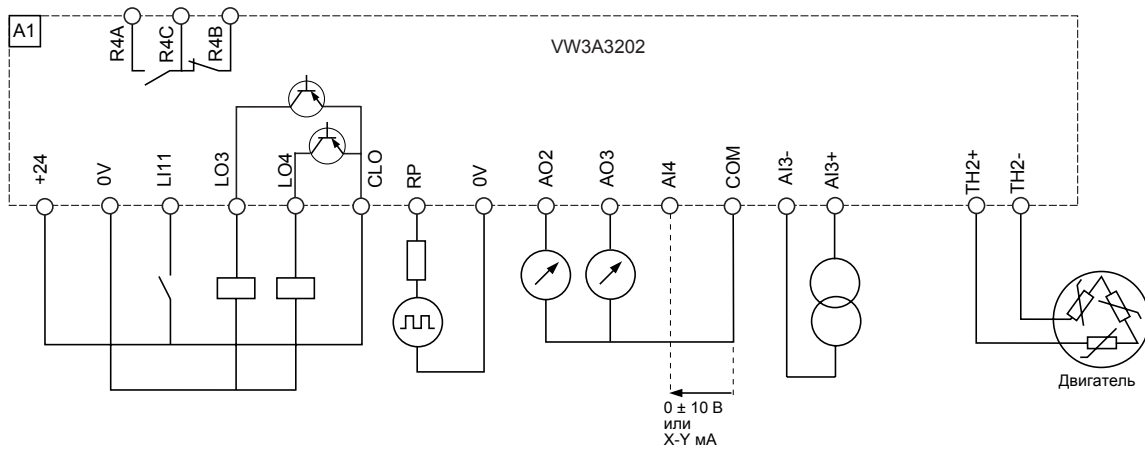 A1
R4A
R4C
R4B
VW3A3202
+24
0V
LI11
LO3
LO4
CLO
RP
0V
AO2
AO3
AI4
COM
AI3-
AI3+
TH2+
TH2-
Двигатель
0 ± 10 В
или
X-Y мА